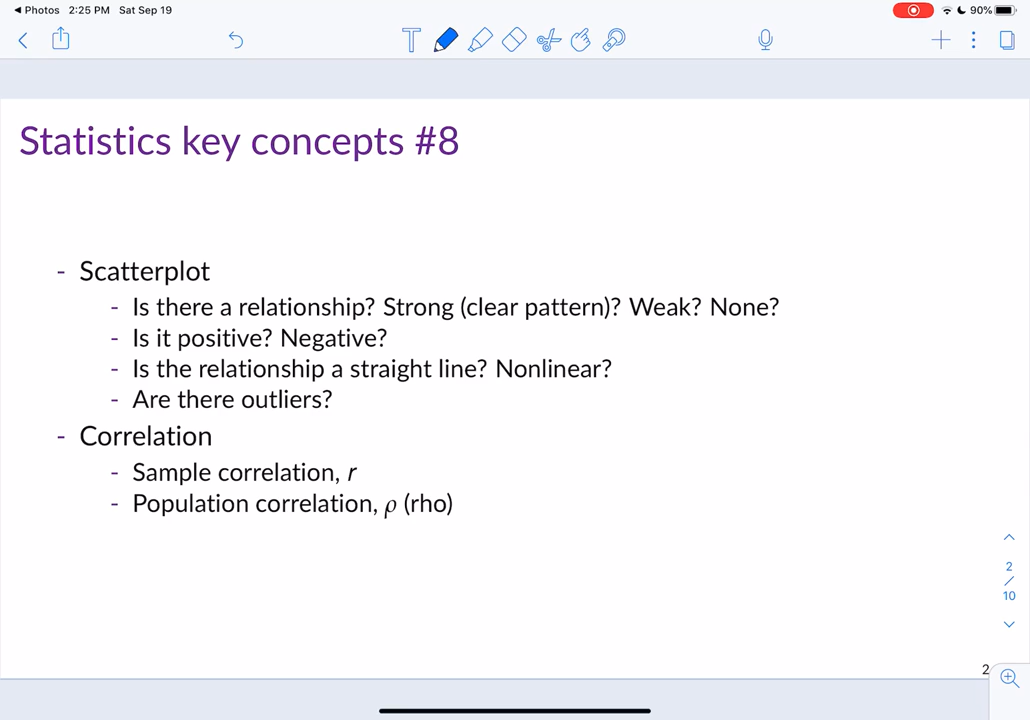 ◀ Photos 2:25 PM Sat Sep 19 90%
T
Statistics key concepts #8
- Scatterplot
- Is there a relationship? Strong (clear pattern)? Weak? None?
- Is it positive? Negative?
- Is the relationship a straight line? Nonlinear?
- Are there outliers?
- Correlation
- Sample correlation, r
- Population correlation, ρ (rho)
2
/
10
2